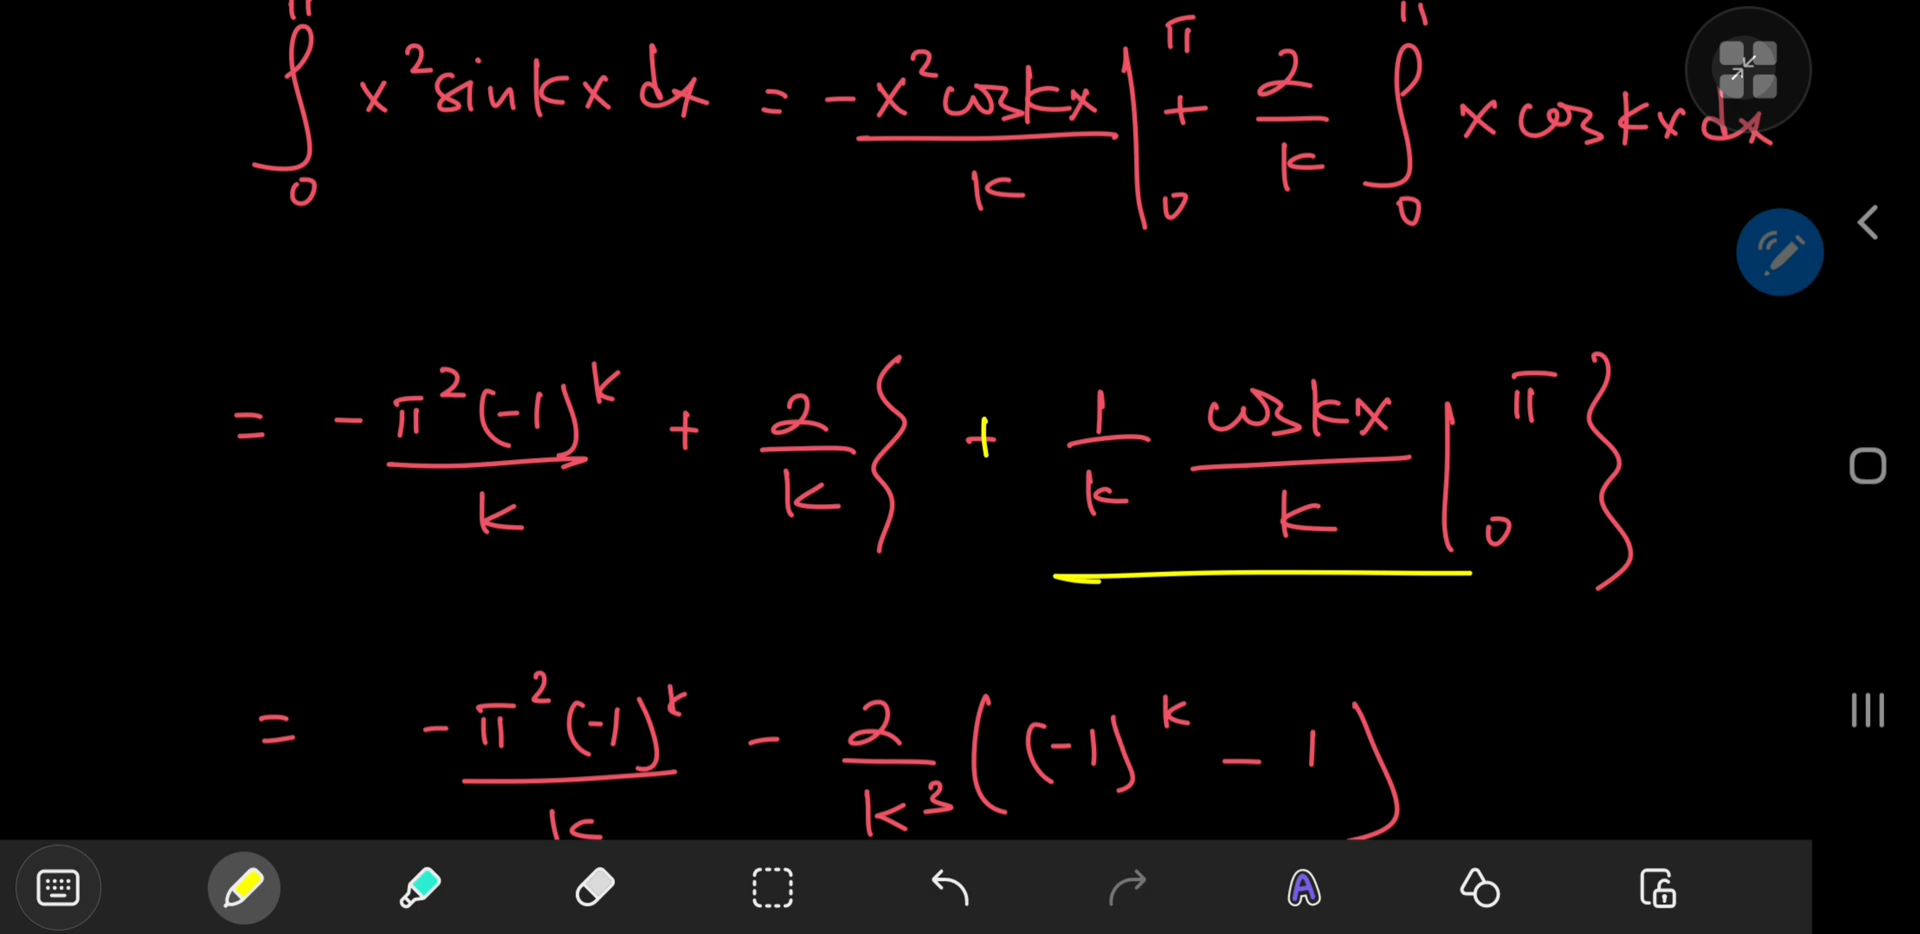 ∫₀^π x² sin kx dx = -x² cos kx / k |₀^π + 2/k ∫₀^π x cos kx dx
= - π²(-1)^k / k + 2/k { + 1/k cos kx / k |₀^π }
= - π²(-1)^k / k - 2/k³ ((-1)^k - 1)